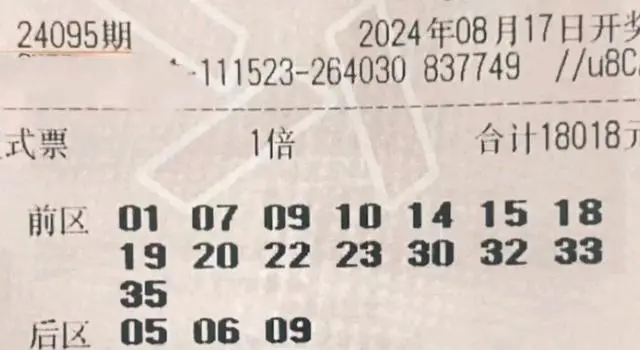 24095期 2024年08月17日开奖
-111523-264030 837749 //u8C
式票 1倍 合计18018元
前区 01 07 09 10 14 15 18
19 20 22 23 30 32 33
35
后区 05 06 09